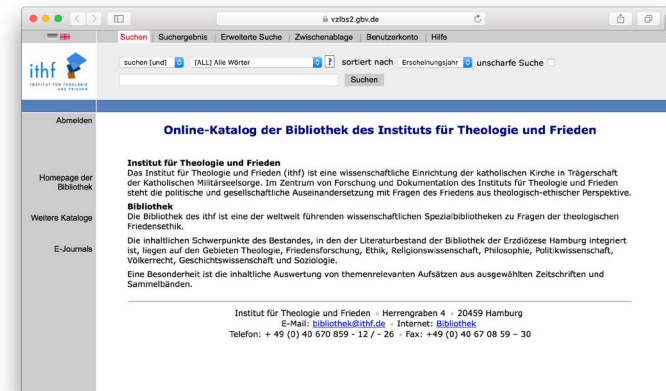 vzlbs2.gbv.de
Suchen | Suchergebnis | Erweiterte Suche | Zwischenablage | Benutzerkonto | Hilfe
ithf
INSTITUT FÜR THEOLOGIE
UND FRIEDEN
suchen [und] [ALL] Alle Wörter ? sortiert nach Erscheinungsjahr unscharfe Suche
Suchen
Abmelden
Homepage der
Bibliothek
Weitere Kataloge
E-Journals
Online-Katalog der Bibliothek des Instituts für Theologie und Frieden
Institut für Theologie und Frieden
Das Institut für Theologie und Frieden (ithf) ist eine wissenschaftliche Einrichtung der katholischen Kirche in Trägerschaft
der Katholischen Militärseelsorge. Im Zentrum von Forschung und Dokumentation des Instituts für Theologie und Frieden
steht die politische und gesellschaftliche Auseinandersetzung mit Fragen des Friedens aus theologisch-ethischer Perspektive.
Bibliothek
Die Bibliothek des ithf ist eine der weltweit führenden wissenschaftlichen Spezialbibliotheken zu Fragen der theologischen
Friedensethik.
Die inhaltlichen Schwerpunkte des Bestandes, in den der Literaturbestand der Bibliothek der Erzdiözese Hamburg integriert
ist, liegen auf den Gebieten Theologie, Friedensforschung, Ethik, Religionswissenschaft, Philosophie, Politikwissenschaft,
Völkerrecht, Geschichtswissenschaft und Soziologie.
Eine Besonderheit ist die inhaltliche Auswertung von themenrelevanten Aufsätzen aus ausgewählten Zeitschriften und
Sammelbänden.
Institut für Theologie und Frieden Herrengraben 4 20459 Hamburg
E-Mail: bibliothek@ithf.de Internet: Bibliothek
Telefon: + 49 (0) 40 670 859 - 12 / - 26 Fax: +49 (0) 40 67 08 59 – 30